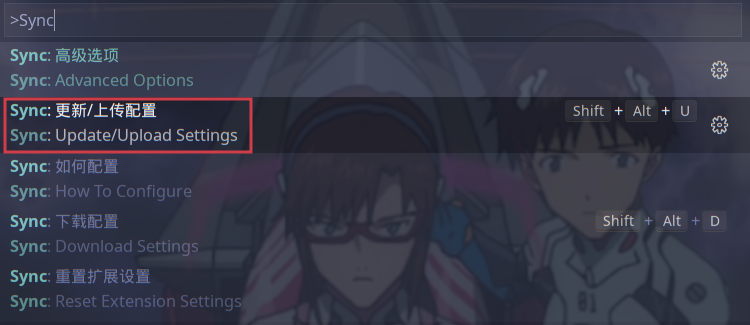 >Sync
Sync: 高级选项
Sync: Advanced Options
Sync: 更新/上传配置 Shift + Alt + U
Sync: Update/Upload Settings
Sync: 如何配置
Sync: How To Configure
Sync: 下载配置 Shift + Alt + D
Sync: Download Settings
Sync: 重置扩展设置
Sync: Reset Extension Settings